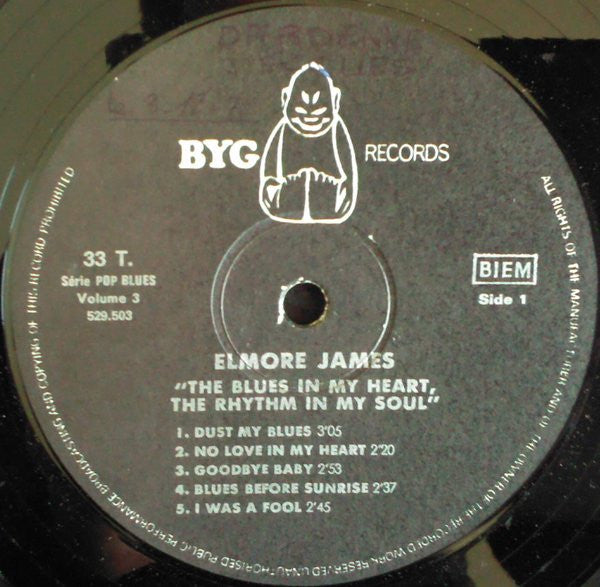 BYG RECORDS
33 T.
Série POP BLUES
Volume 3
529.503
BIEM
Side 1
ELMORE JAMES
"THE BLUES IN MY HEART,
THE RHYTHM IN MY SOUL"
1. DUST MY BLUES 3'05
2. NO LOVE IN MY HEART 2'20
3. GOODBYE BABY 2'53
4. BLUES BEFORE SUNRISE 2'37
5. I WAS A FOOL 2'45
ALL RIGHTS OF THE MANUFACTURER AND OF THE OWNER OF THE RECORDED WORK RESERVED UNAUTHORISED PUBLIC PERFORMANCE BROADCASTING AND COPYING OF THIS RECORD PROHIBITED